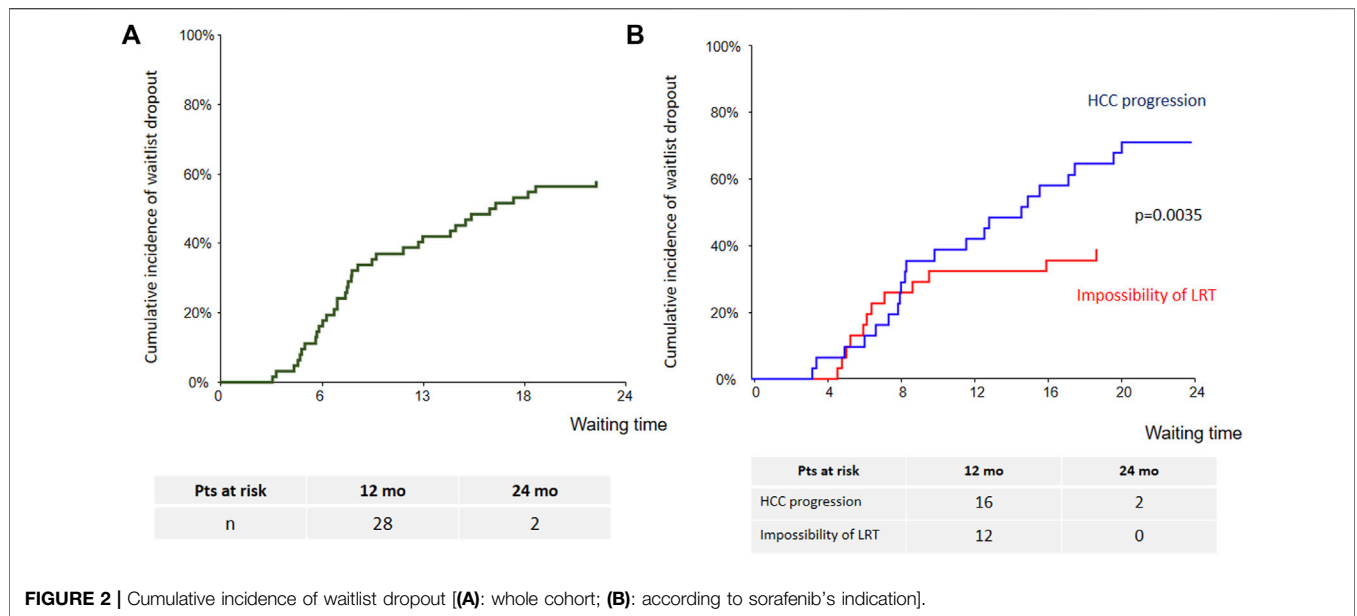 A
Cumulative incidence of waitlist dropout
100%
80%
60%
40%
20%
0%
0 6 13 18 24
Waiting time
Pts at risk 12 mo 24 mo
n 28 2
B
Cumulative incidence of waitlist dropout
100%
80%
60%
40%
20%
0%
HCC progression
p=0.0035
Impossibility of LRT
0 4 8 12 16 20 24
Waiting time
Pts at risk 12 mo 24 mo
HCC progression 16 2
Impossibility of LRT 12 0
FIGURE 2 | Cumulative incidence of waitlist dropout [(A): whole cohort; (B): according to sorafenib’s indication].